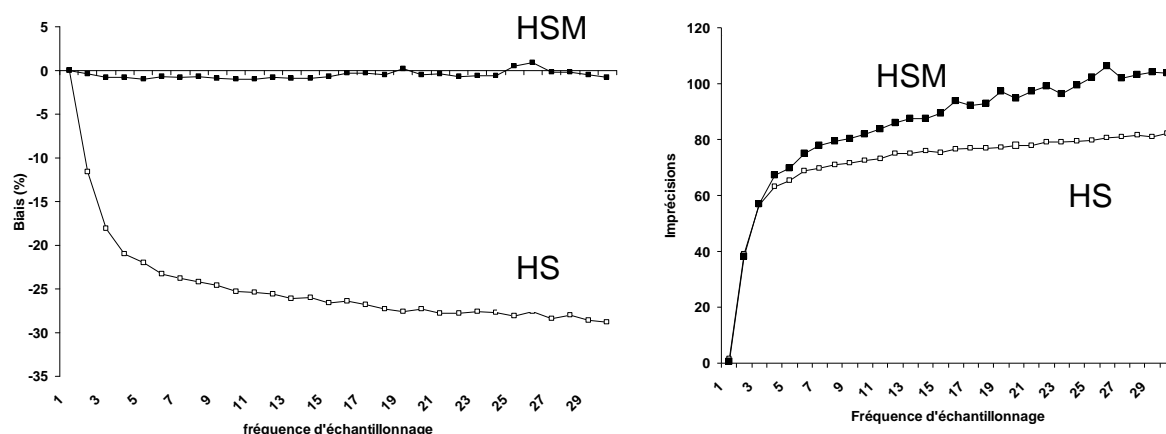 HSM
5
0
-5
-10
-15
-20
-25
-30
-35
Biais (%)
HS
1 3 5 7 9 11 13 15 17 19 21 23 25 27 29
fréquence d'échantillonnage
120
100
80
60
40
20
0
Imprécisions
HSM
HS
1 3 5 7 9 11 13 15 17 19 21 23 25 27 29
Fréquence d'échantillonnage